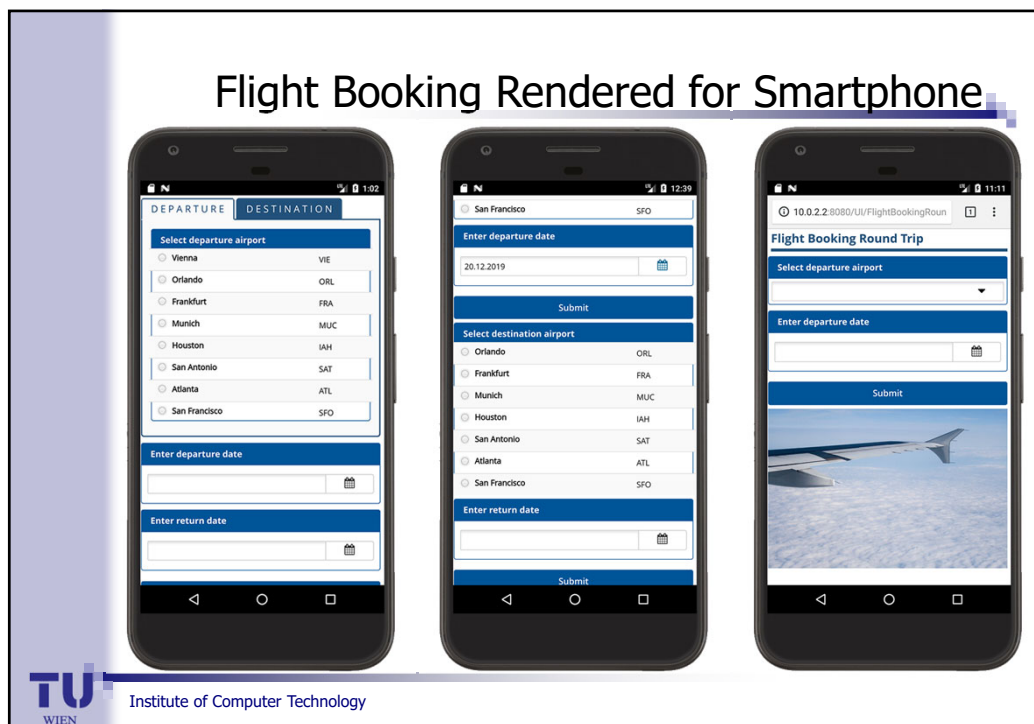 Flight Booking Rendered for Smartphone
1:02
DEPARTURE DESTINATION
Select departure airport
Vienna VIE
Orlando ORL
Frankfurt FRA
Munich MUC
Houston IAH
San Antonio SAT
Atlanta ATL
San Francisco SFO
Enter departure date
Enter return date
12:39
San Francisco SFO
Enter departure date
20.12.2019
Submit
Select destination airport
Orlando ORL
Frankfurt FRA
Munich MUC
Houston IAH
San Antonio SAT
Atlanta ATL
San Francisco SFO
Enter return date
Submit
11:11
10.0.2.2:8080/UI/FlightBookingRoun 1
Flight Booking Round Trip
Select departure airport
Enter departure date
Submit
TU
WIEN
Institute of Computer Technology